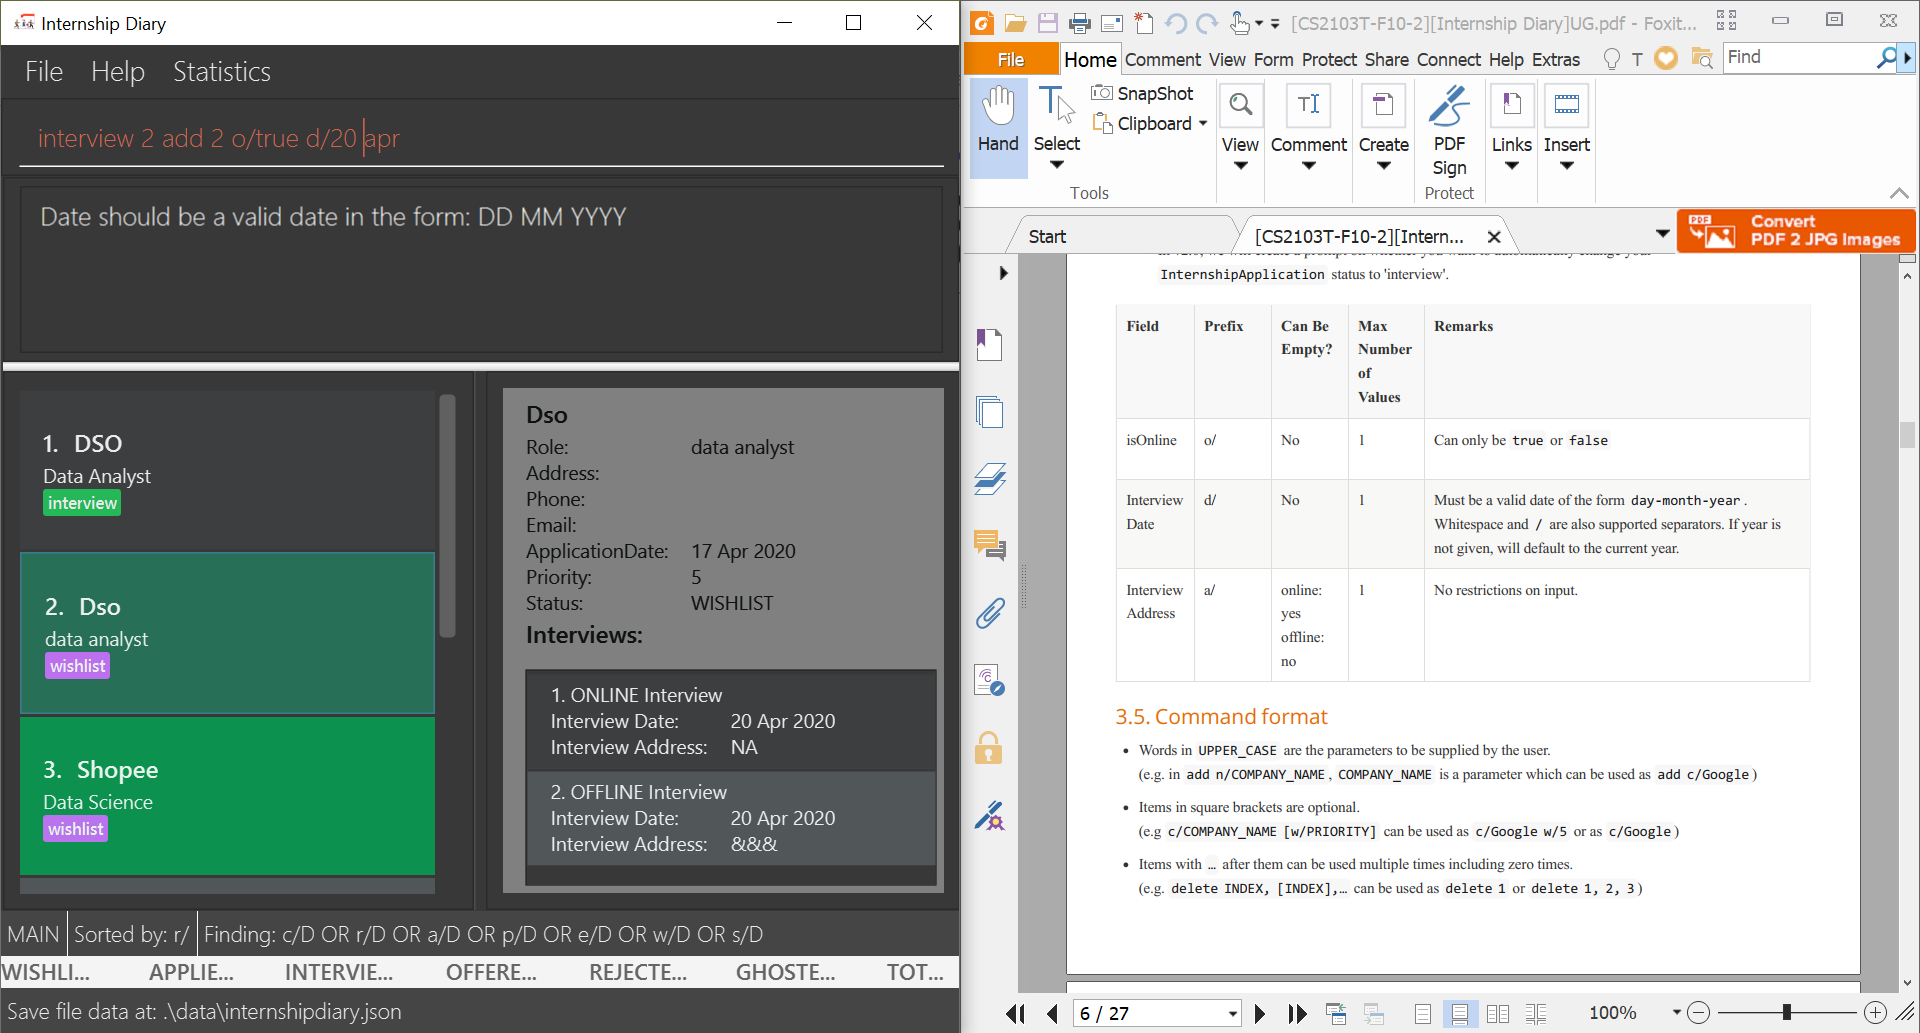 Internship Diary
File Help Statistics
interview 2 add 2 o/true d/20 apr
Date should be a valid date in the form: DD MM YYYY
1. DSO
Data Analyst
interview
2. Dso
data analyst
wishlist
3. Shopee
Data Science
wishlist
Dso
Role: data analyst
Address:
Phone:
Email:
ApplicationDate: 17 Apr 2020
Priority: 5
Status: WISHLIST
Interviews:
1. ONLINE Interview
Interview Date: 20 Apr 2020
Interview Address: NA
2. OFFLINE Interview
Interview Date: 20 Apr 2020
Interview Address: &&&
MAIN Sorted by: r/ Finding: c/D OR r/D OR a/D OR p/D OR e/D OR w/D OR s/D
WISHLI... APPLIE... INTERVIE... OFFERE... REJECTE... GHOSTE... TOT...
Save file data at: .\data\internshipdiary.json
[CS2103T-F10-2][Internship Diary]UG.pdf - Foxit...
File Home Comment View Form Protect Share Connect Help Extras Find
Hand
Select
SnapShot
Clipboard
Tools
View
Comment
Create
PDF
Sign
Protect
Links
Insert
Start
[CS2103T-F10-2][Intern...
PDF
Convert
PDF 2 JPG Images
InternshipApplication status to 'interview'.
Field Prefix Can Be Empty? Max Number of Values Remarks
isOnline o/ No 1 Can only be true or false
Interview Date d/ No 1 Must be a valid date of the form day-month-year .
Whitespace and / are also supported separators. If year is
not given, will default to the current year.
Interview Address a/ online: yes offline: no 1 No restrictions on input.
3.5. Command format
• Words in UPPER_CASE are the parameters to be supplied by the user.
(e.g. in add n/COMPANY_NAME, COMPANY_NAME is a parameter which can be used as add c/Google)
• Items in square brackets are optional.
(e.g c/COMPANY_NAME [w/PRIORITY] can be used as c/Google w/5 or as c/Google)
• Items with … after them can be used multiple times including zero times.
(e.g. delete INDEX, [INDEX],… can be used as delete 1 or delete 1, 2, 3)
6 / 27
100%